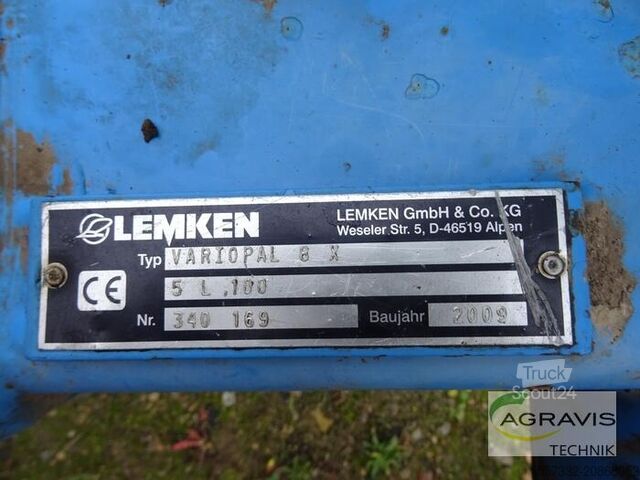 LEMKEN
LEMKEN GmbH & Co. KG
Weseler Str. 5, D-46519 Alpen
Typ VARIOPAL 8 X
5 L 100
CE
Nr. 340 169 Baujahr 2009
Truck
Scout24
AGRAVIS
TECHNIK